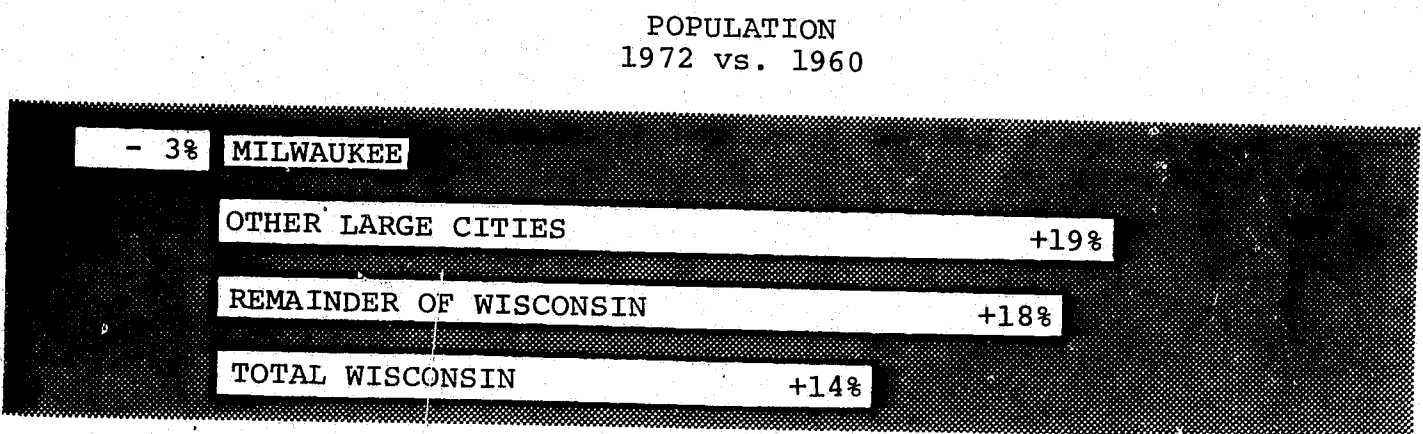 POPULATION
1972 vs. 1960
- 3% MILWAUKEE
OTHER LARGE CITIES +19%
REMAINDER OF WISCONSIN +18%
TOTAL WISCONSIN +14%